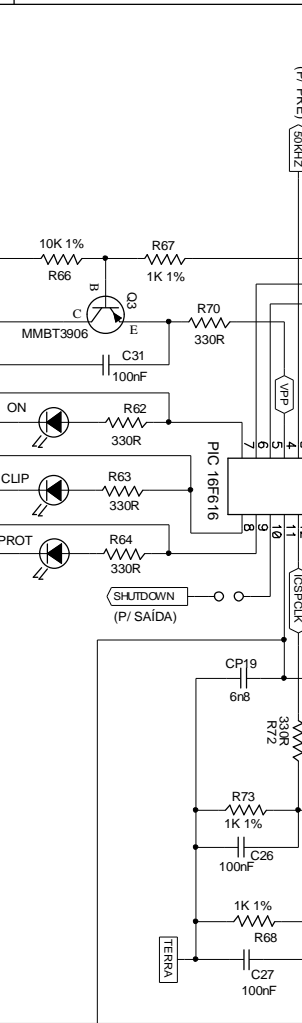 (P/ PRE)
50KHZ
10K 1%
R66
R67
1K 1%
B
C
E
Q3
MMBT3906
R70
330R
C31
100nF
VPP
ON
R62
330R
CLIP
R63
330R
PROT
R64
330R
PIC 16F616
7
6
5
4
8
9
10
11
SHUTDOWN
(P/ SAÍDA)
ICSPCLK
CP19
6n8
330R
R72
R73
1K 1%
C26
100nF
1K 1%
R68
C27
100nF
TERRA